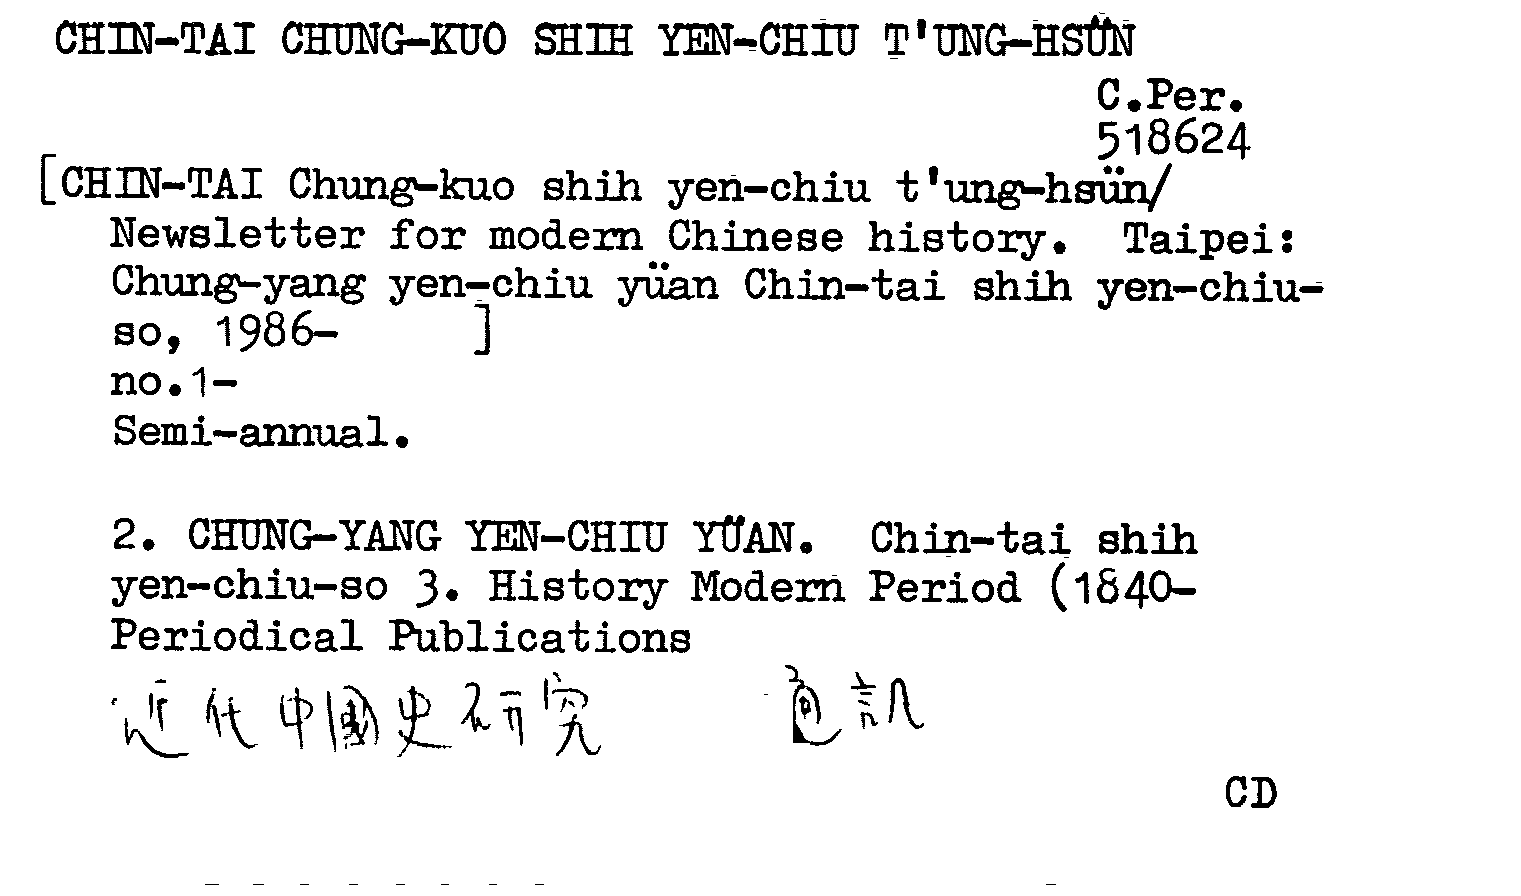 CHIN-TAI CHUNG-KUO SHIH YEN-CHIU T'UNG-HSÜN
C.Per.
518624
[CHIN-TAI Chung-kuo shih yen-chiu t'ung-hsün/
Newsletter for modern Chinese history. Taipei:
Chung-yang yen-chiu yüan Chin-tai shih yen-chiu-
so, 1986- ]
no.1-
Semi-annual.
2. CHUNG-YANG YEN-CHIU YÜAN. Chin-tai shih
yen-chiu-so 3. History Modern Period (1840-
Periodical Publications
近代中國史研究 通訊
CD